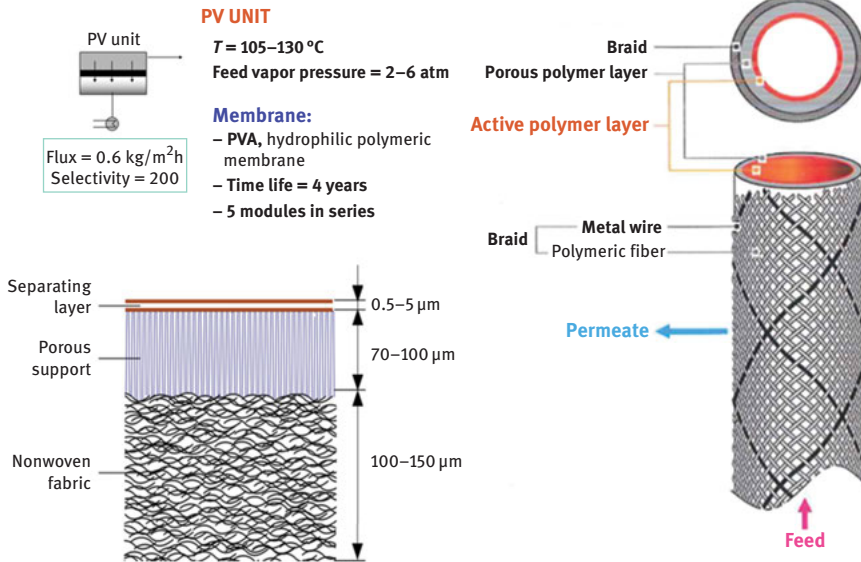 PV UNIT
PV unit
T = 105–130 °C
Feed vapor pressure = 2–6 atm
Membrane:
– PVA, hydrophilic polymeric
membrane
– Time life = 4 years
– 5 modules in series
Flux = 0.6 kg/m²h
Selectivity = 200
Separating
layer
0.5–5 µm
Porous
support
70–100 µm
Nonwoven
fabric
100–150 µm
Braid
Porous polymer layer
Active polymer layer
Braid
Metal wire
Polymeric fiber
Permeate
Feed